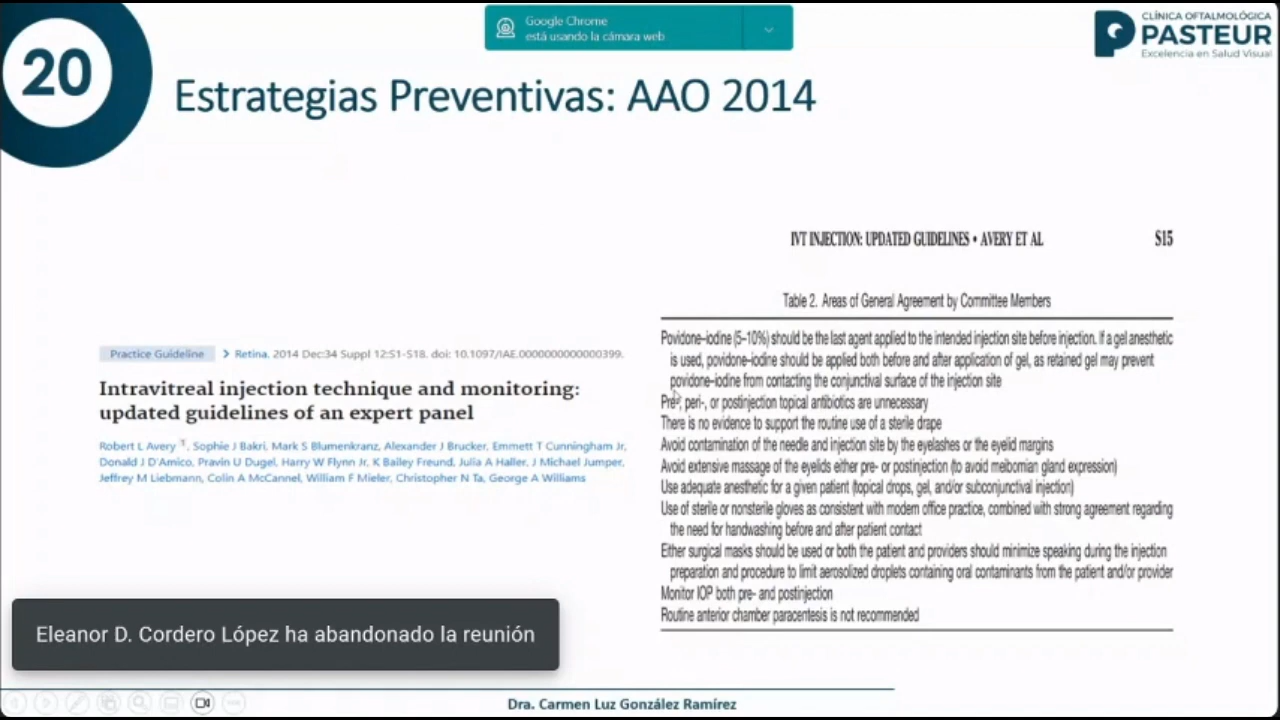 20
Google Chrome
está usando la cámara web
CLÍNICA OFTALMOLÓGICA
PASTEUR
Excelencia en Salud Visual
Estrategias Preventivas: AAO 2014
Practice Guideline
Retina. 2014 Dec:34 Suppl 12:S1-S18. doi: 10.1097/IAE.0000000000000399.
Intravitreal injection technique and monitoring:
updated guidelines of an expert panel
Robert L Avery 1, Sophie J Bakri, Mark S Blumenkranz, Alexander J Brucker, Emmett T Cunningham Jr,
Donald J D'Amico, Pravin U Dugel, Harry W Flynn Jr, K Bailey Freund, Julia A Haller, J Michael Jumper,
Jeffrey M Liebmann, Colin A McCannel, William F Mieler, Christopher N Ta, George A Williams
IVT INJECTION: UPDATED GUIDELINES • AVERY ET AL
S15
Table 2. Areas of General Agreement by Committee Members
Povidone–iodine (5–10%) should be the last agent applied to the intended injection site before injection. If a gel anesthetic
is used, povidone–iodine should be applied both before and after application of gel, as retained gel may prevent
povidone–iodine from contacting the conjunctival surface of the injection site
Pre-, peri-, or postinjection topical antibiotics are unnecessary
There is no evidence to support the routine use of a sterile drape
Avoid contamination of the needle and injection site by the eyelashes or the eyelid margins
Avoid extensive massage of the eyelids either pre- or postinjection (to avoid meibomian gland expression)
Use adequate anesthetic for a given patient (topical drops, gel, and/or subconjunctival injection)
Use of sterile or nonsterile gloves as consistent with modern office practice, combined with strong agreement regarding
the need for handwashing before and after patient contact
Either surgical masks should be used or both the patient and providers should minimize speaking during the injection
preparation and procedure to limit aerosolized droplets containing oral contaminants from the patient and/or provider
Monitor IOP both pre- and postinjection
Routine anterior chamber paracentesis is not recommended
Eleanor D. Cordero López ha abandonado la reunión
Dra. Carmen Luz González Ramírez